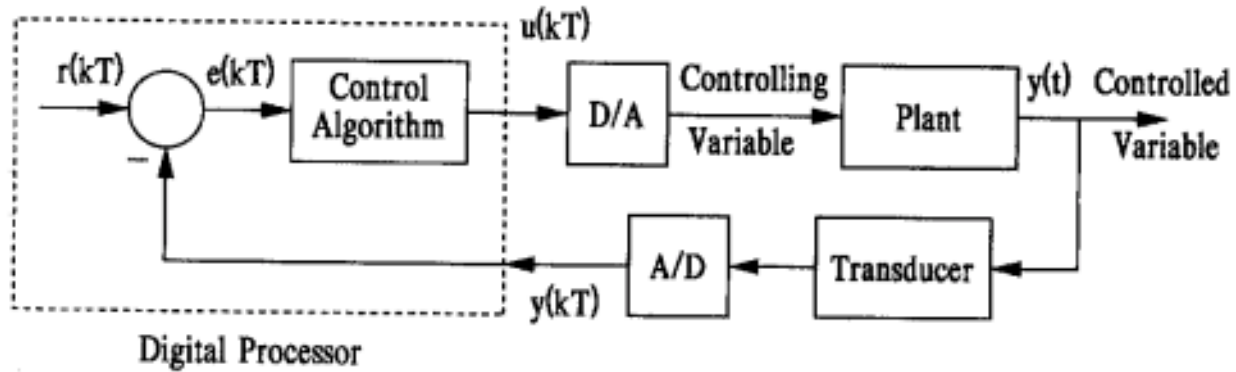 u(kT)
r(kT)
e(kT)
Control
Algorithm
D/A
Controlling
Variable
Plant
y(t)
Controlled
Variable
A/D
Transducer
y(kT)
Digital Processor